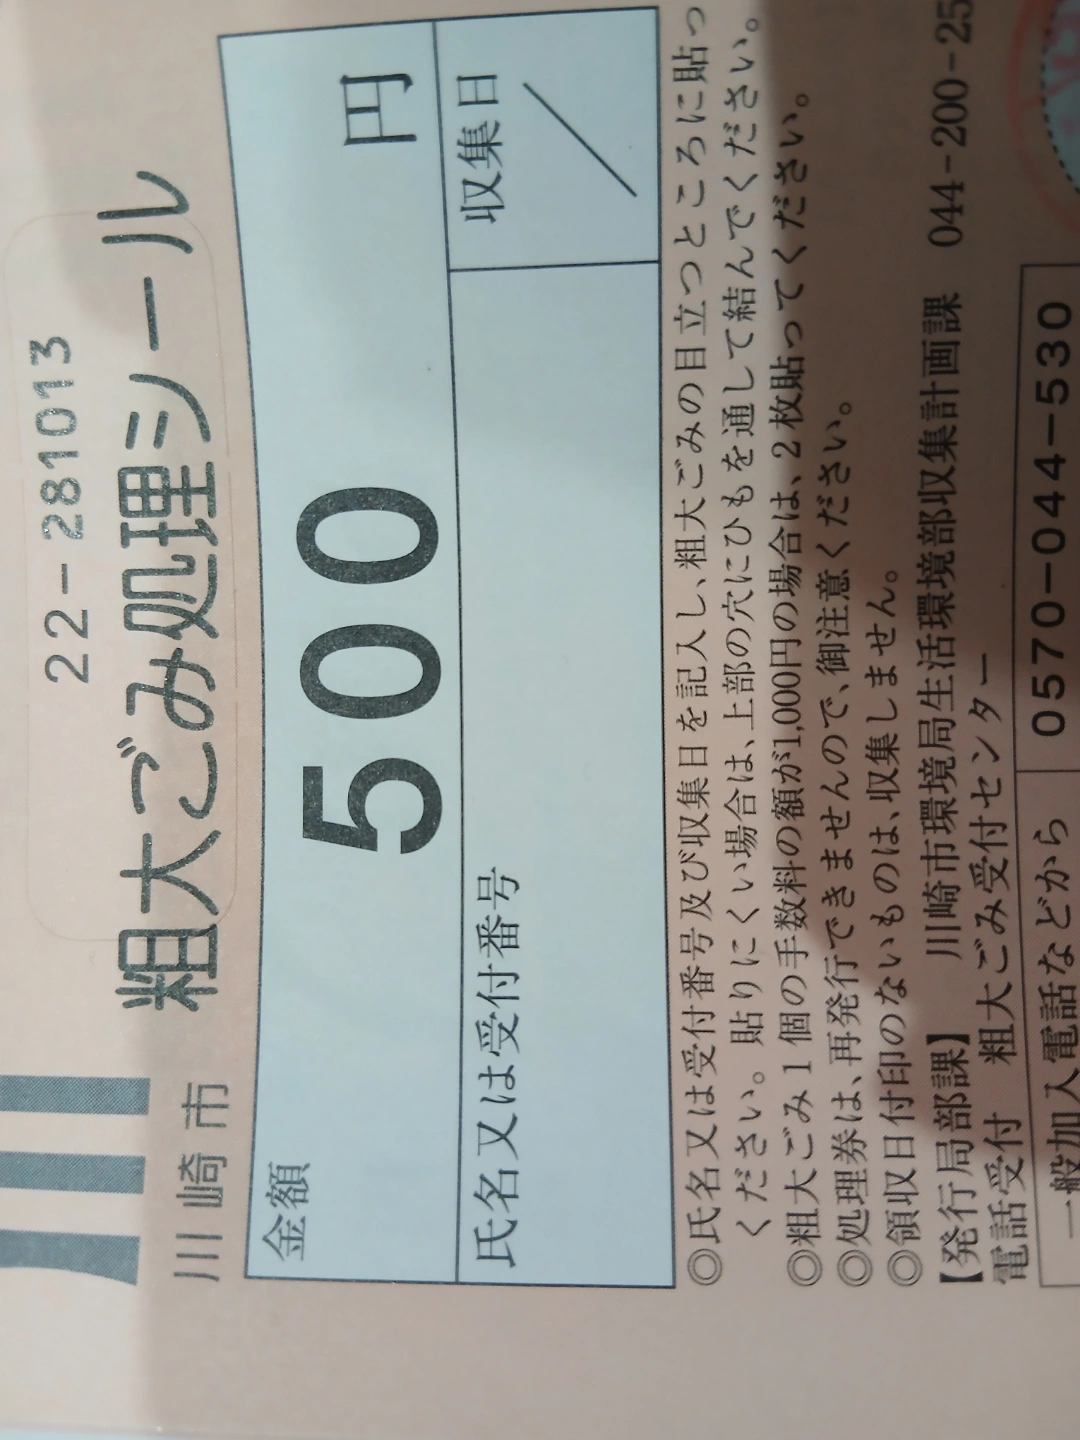 22-281013
川崎市 粗大ごみ処理シール
金額 500 円
氏名又は受付番号 収集日
/
◎氏名又は受付番号及び収集日を記入し、粗大ごみの目立つところに貼っ
ください。貼りにくい場合は、上部の穴にひもを通して結んでください。
◎粗大ごみ1個の手数料の額が1,000円の場合は、2枚貼ってください。
◎処理券は、再発行できませんので、御注意ください。
◎領収日付印のないものは、収集しません。
【発行局部課】 川崎市環境局生活環境部収集計画課 044-200-25
電話受付 粗大ごみ受付センター
一般加入電話などから 0570-044-530